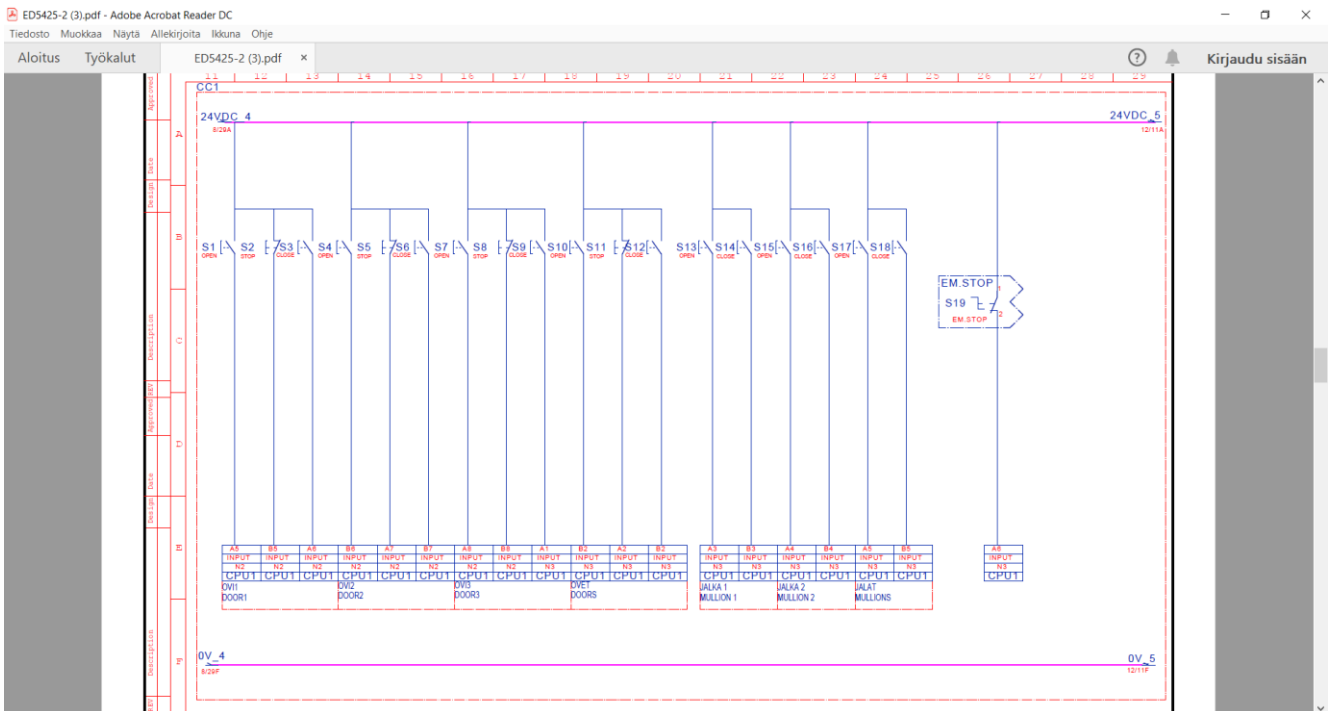 ED5425-2 (3).pdf - Adobe Acrobat Reader DC
Tiedosto Muokkaa Näytä Allekirjoita Ikkuna Ohje
Aloitus Työkalut ED5425-2 (3).pdf × Kirjaudu sisään
11 12 13 14 15 16 17 18 19 20 21 22 23 24 25 26 27 28 29
CC1
24VDC_4 24VDC_5
8/29A 12/11A
S1 S2 S3 S4 S5 S6 S7 S8 S9 S10 S11 S12 S13 S14 S15 S16 S17 S18
OPEN STOP CLOSE OPEN STOP CLOSE OPEN STOP CLOSE OPEN STOP CLOSE OPEN CLOSE OPEN CLOSE OPEN CLOSE
EM.STOP
1
S19
2
EM.STOP
A5 B5 A6 B6 A7 B7 A8 B8 A1 B2 A2 B2 A3 B3 A4 B4 A5 B5 A6
INPUT INPUT INPUT INPUT INPUT INPUT INPUT INPUT INPUT INPUT INPUT INPUT INPUT INPUT INPUT INPUT INPUT INPUT INPUT
N2 N2 N2 N2 N2 N2 N2 N2 N3 N3 N3 N3 N3 N3 N3 N3 N3 N3 N3
CPU1 CPU1 CPU1 CPU1 CPU1 CPU1 CPU1 CPU1 CPU1 CPU1 CPU1 CPU1 CPU1 CPU1 CPU1 CPU1 CPU1 CPU1 CPU1
OVI1 OVI2 OVI3 OVET JALKA 1 JALKA 2 JALAT
DOOR1 DOOR2 DOOR3 DOORS MULLION 1 MULLION 2 MULLIONS
0V_4 0V_5
8/29F 12/11F
Approved
Date
Design
Description
REV
Approved
Date
Design
Description
REV
A
B
C
D
E
F